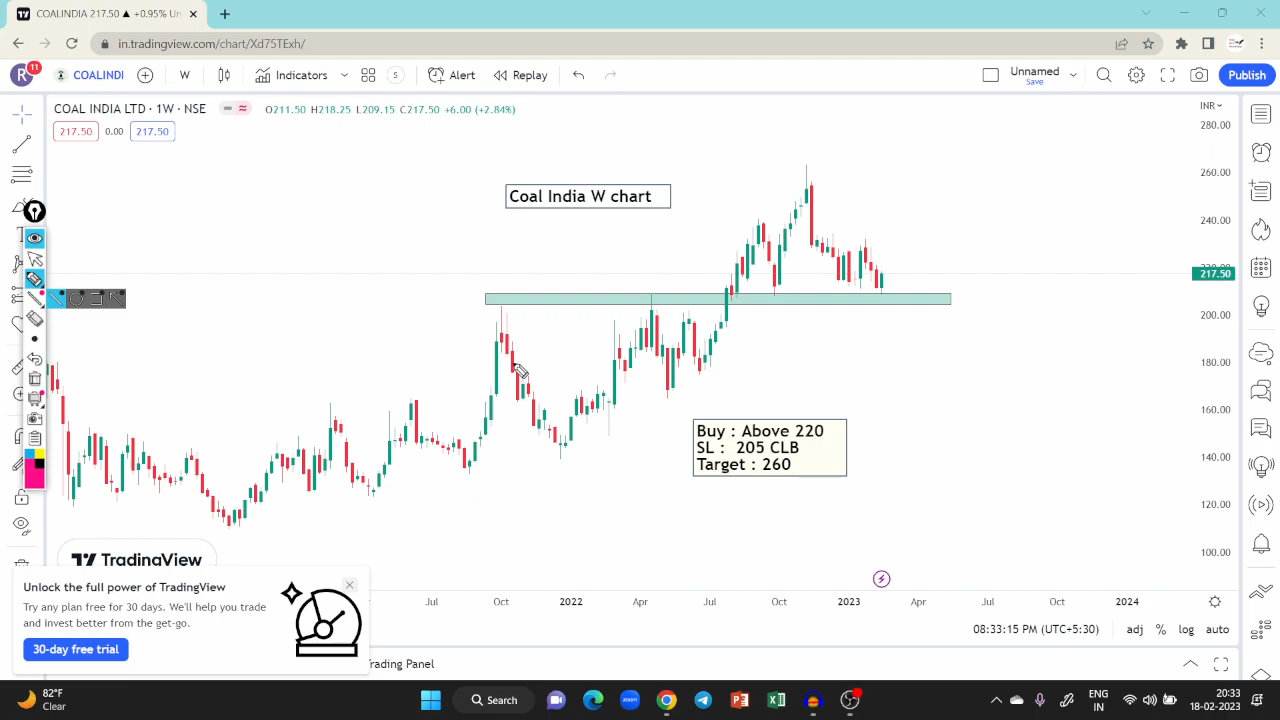 COALINDIA 217.50 ▲ +0.95% Un
in.tradingview.com/chart/Xd75TExh/
R 11 COALINDI W Indicators S Alert Replay Unnamed Save Publish
COAL INDIA LTD · 1W · NSE O211.50 H218.25 L209.15 C217.50 +6.00 (+2.84%)
217.50 0.00 217.50
INR
280.00
260.00
240.00
217.50
200.00
180.00
160.00
140.00
120.00
100.00
Coal India W chart
Buy : Above 220
SL : 205 CLB
Target : 260
TradingView
Unlock the full power of TradingView
Try any plan free for 30 days. We'll help you trade
and invest better from the get-go.
30-day free trial
Jul Oct 2022 Apr Jul Oct 2023 Apr Jul Oct 2024
08:33:15 PM (UTC+5:30) adj % log auto
rading Panel
82°F
Clear
Search
zoom
ENG
IN
20:33
18-02-2023